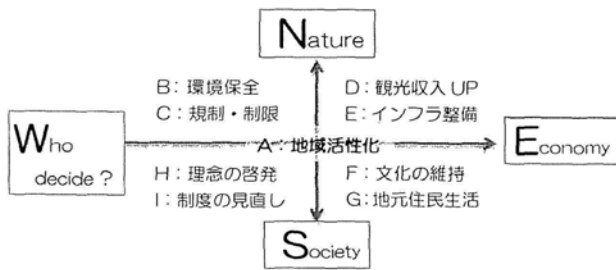 Nature
B：環境保全
D：観光収入 UP
C：規制・制限
E：インフラ整備
Who
decide？
A：地域活性化
Economy
H：理念の啓発
F：文化の維持
I：制度の見直し
G：地元住民生活
Society